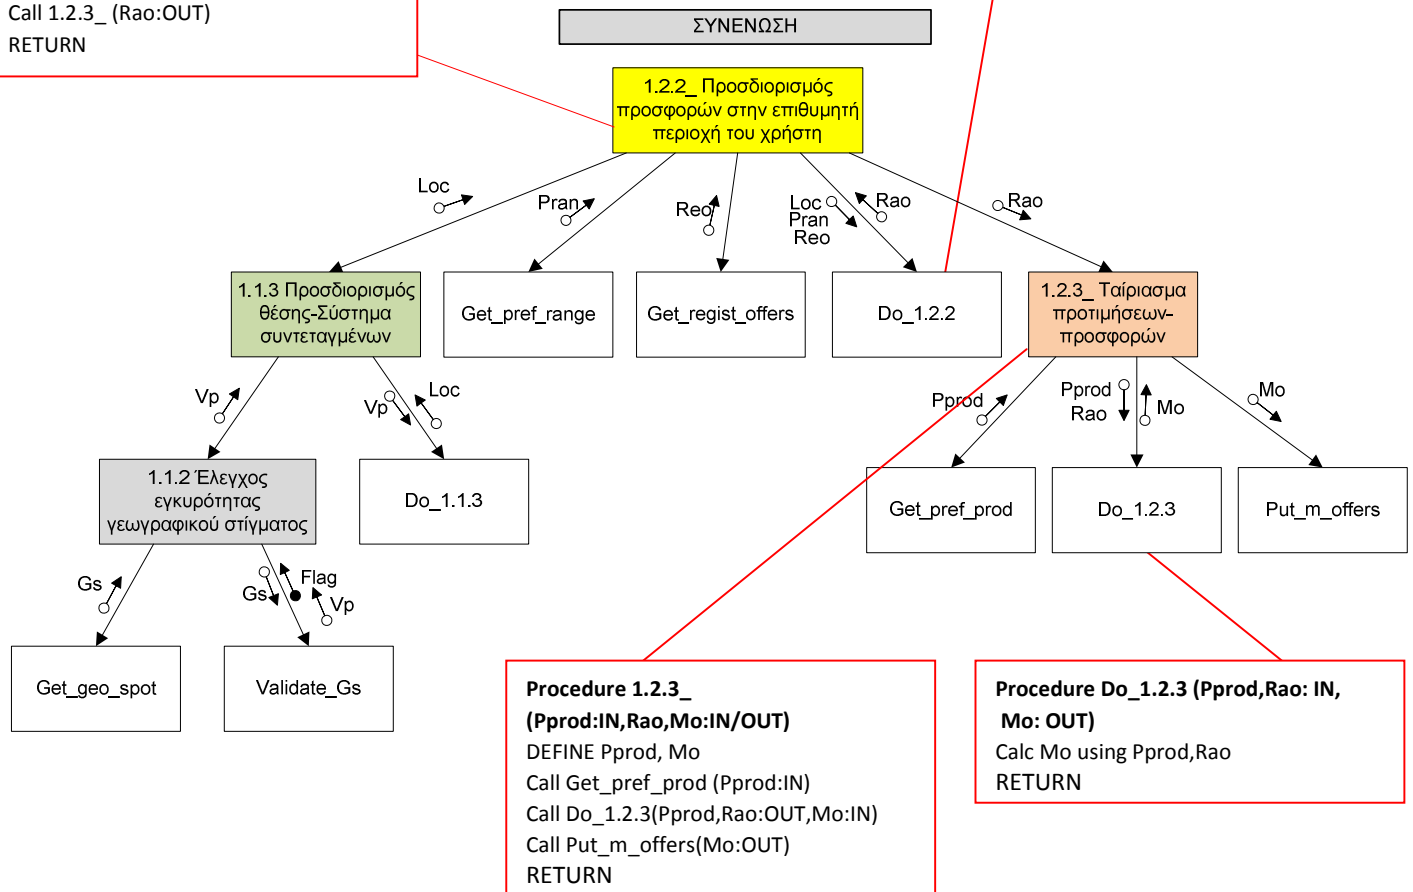 Call 1.2.3_ (Rao:OUT)
RETURN
ΣΥΝΕΝΩΣΗ
1.2.2_ Προσδιορισμός
προσφορών στην επιθυμητή
περιοχή του χρήστη
Loc
Pran
Reo
Loc
Pran
Reo
Rao
Rao
1.1.3 Προσδιορισμός
θέσης-Σύστημα
συντεταγμένων
Get_pref_range
Get_regist_offers
Do_1.2.2
1.2.3_ Ταίριασμα
προτιμήσεων-
προσφορών
Vp
Vp
Loc
Pprod
Pprod
Rao
Mo
Mo
1.1.2 Έλεγχος
εγκυρότητας
γεωγραφικού στίγματος
Do_1.1.3
Get_pref_prod
Do_1.2.3
Put_m_offers
Gs
Gs
Flag
Vp
Get_geo_spot
Validate_Gs
Procedure 1.2.3_
(Pprod:IN,Rao,Mo:IN/OUT)
DEFINE Pprod, Mo
Call Get_pref_prod (Pprod:IN)
Call Do_1.2.3(Pprod,Rao:OUT,Mo:IN)
Call Put_m_offers(Mo:OUT)
RETURN
Procedure Do_1.2.3 (Pprod,Rao: IN,
Mo: OUT)
Calc Mo using Pprod,Rao
RETURN